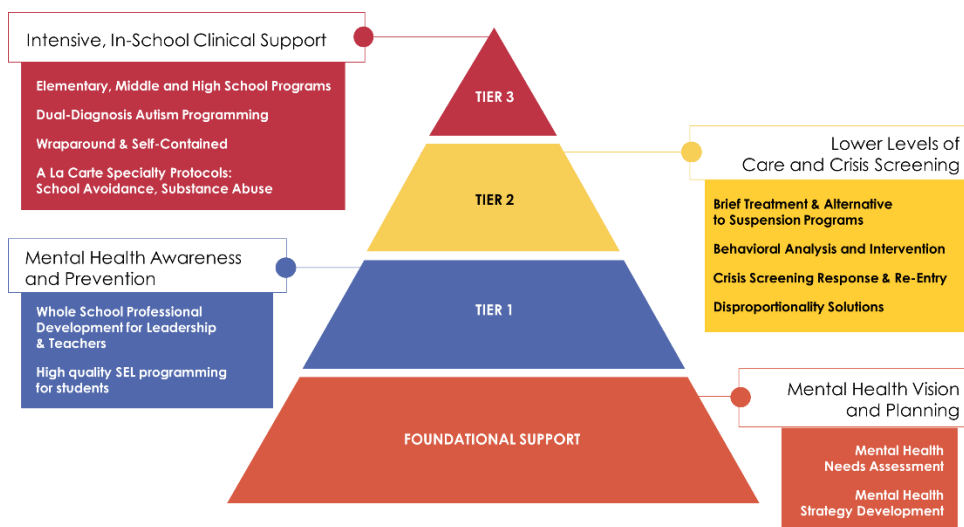 Intensive, In-School Clinical Support
Elementary, Middle and High School Programs
Dual-Diagnosis Autism Programming
Wraparound & Self-Contained
A La Carte Specialty Protocols:
School Avoidance, Substance Abuse
TIER 3
Lower Levels of
Care and Crisis Screening
Brief Treatment & Alternative
to Suspension Programs
Behavioral Analysis and Intervention
Crisis Screening Response & Re-Entry
Disproportionality Solutions
TIER 2
Mental Health Awareness
and Prevention
Whole School Professional
Development for Leadership
& Teachers
High quality SEL programming
for students
TIER 1
Mental Health Vision
and Planning
Mental Health
Needs Assessment
Mental Health
Strategy Development
FOUNDATIONAL SUPPORT